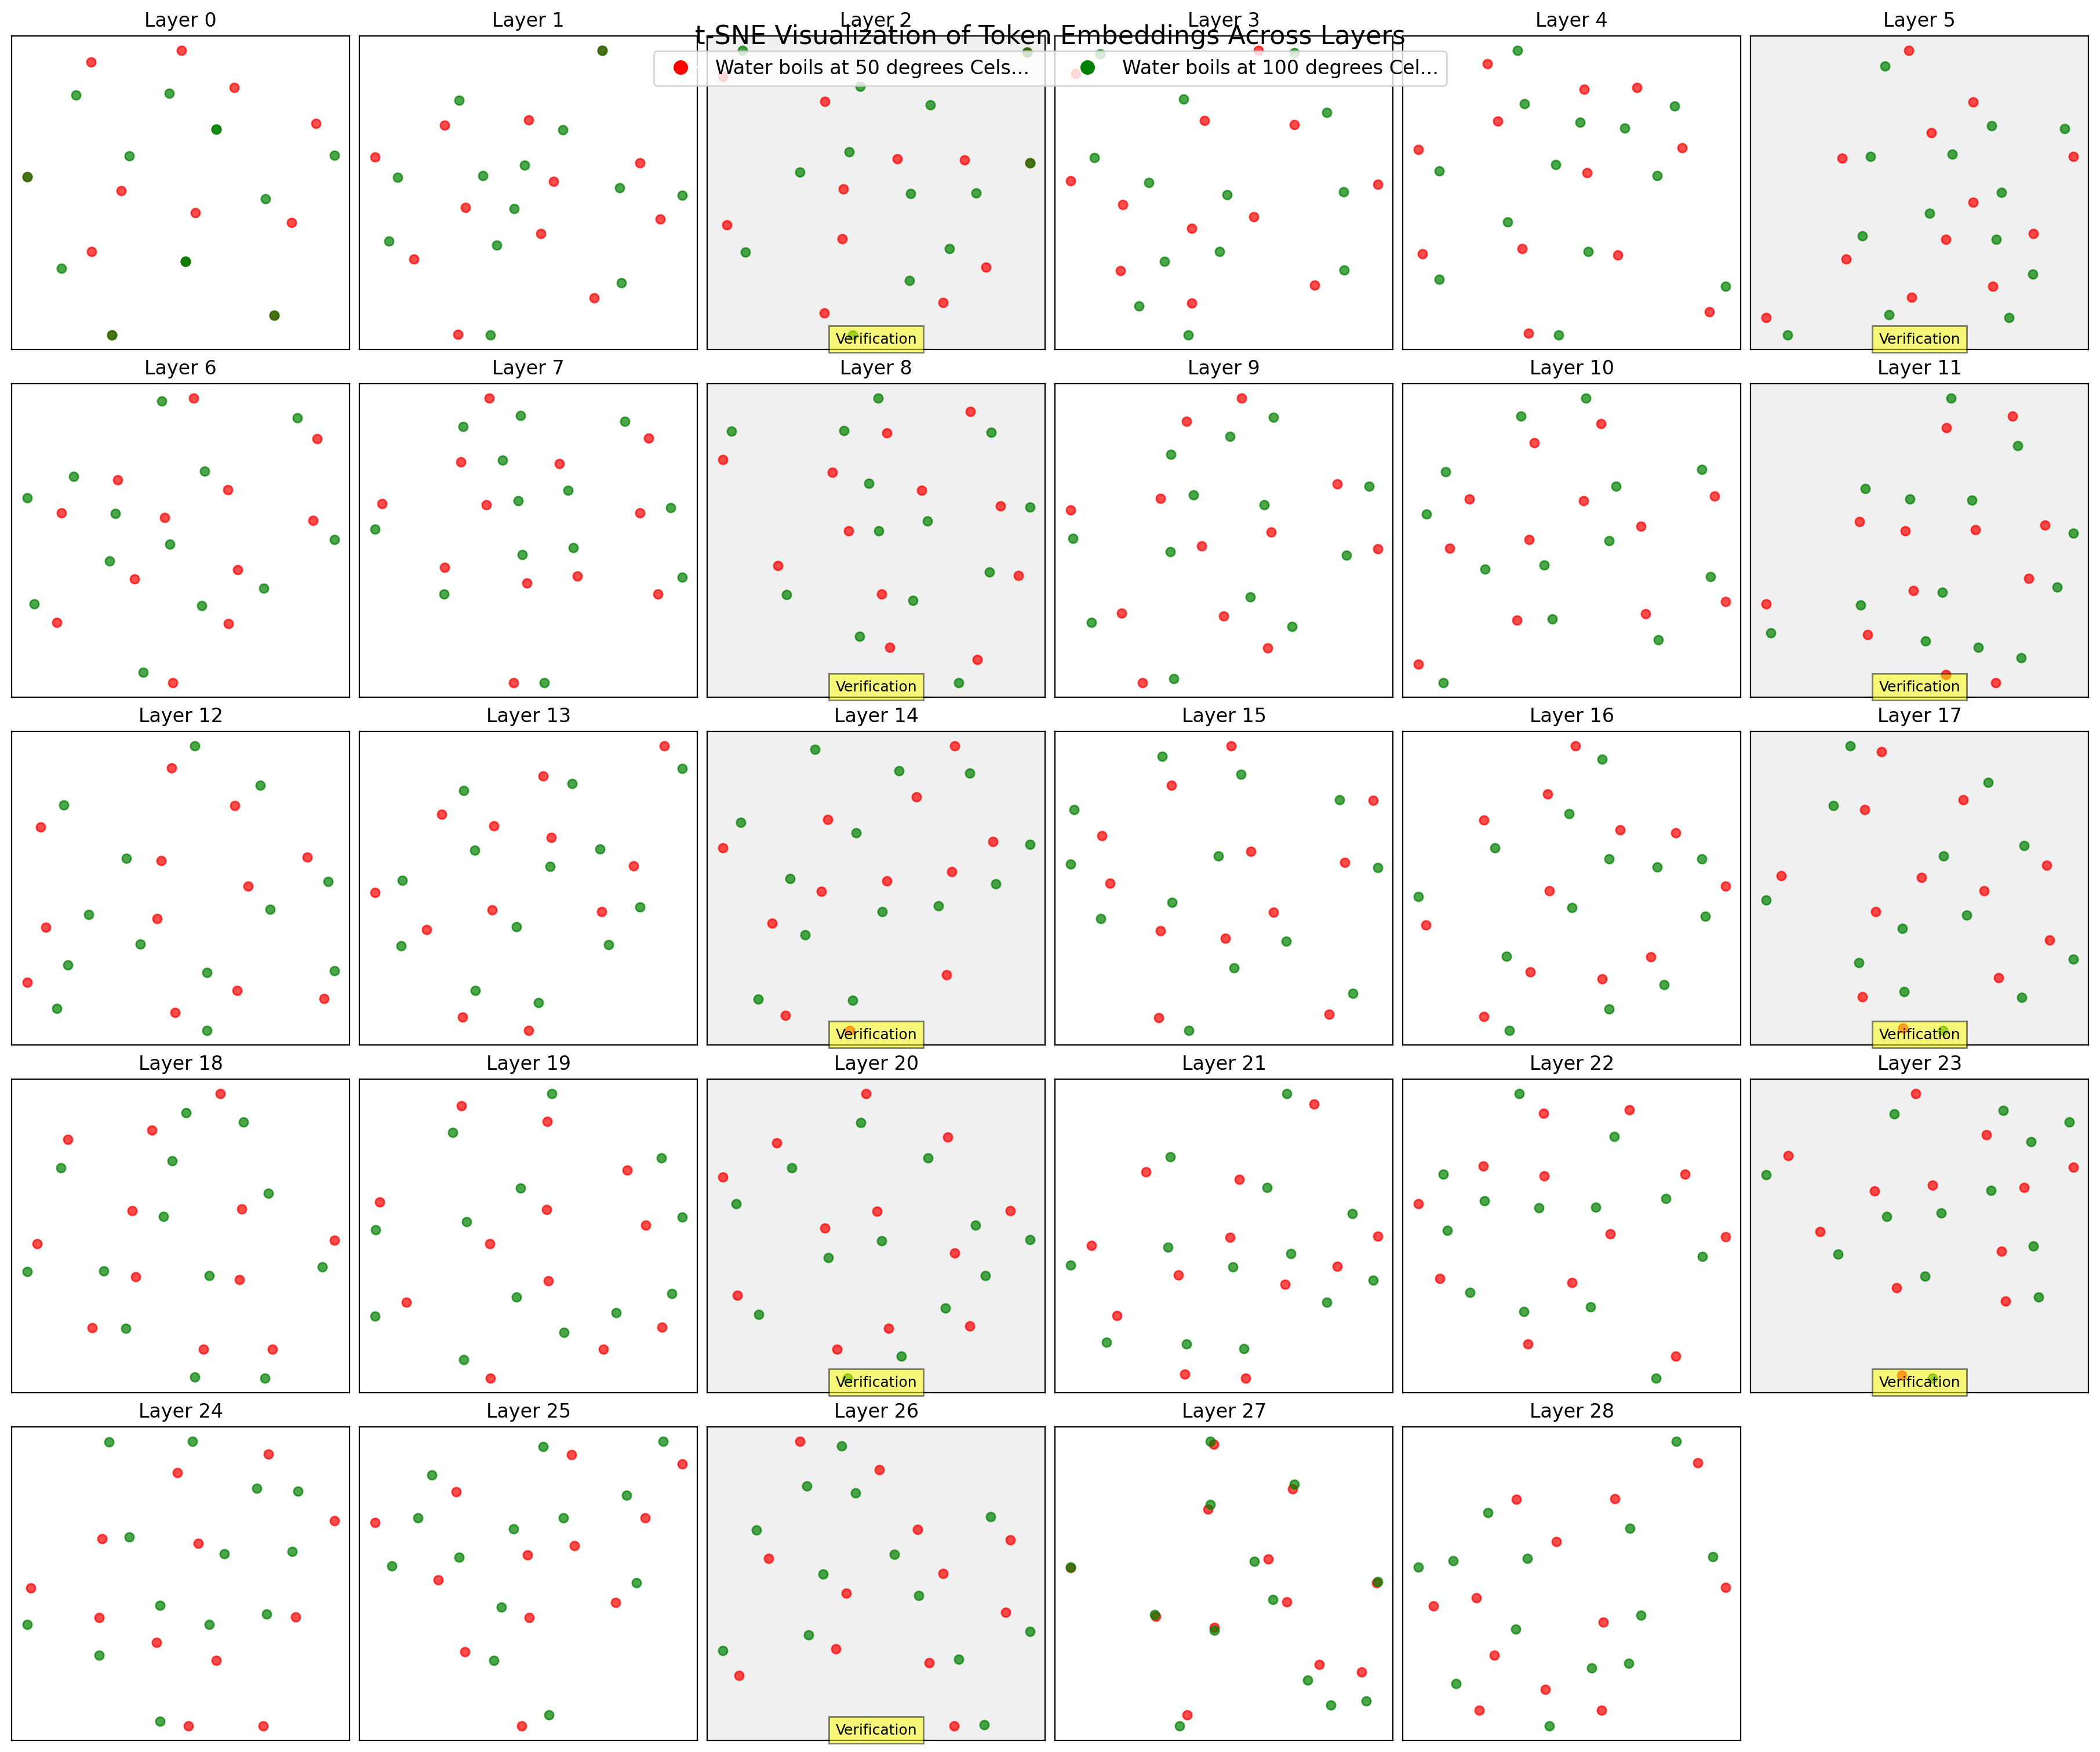 Layer 0
Layer 1
Layer 2
Layer 3
Layer 4
Layer 5
t-SNE Visualization of Token Embeddings Across Layers
Water boils at 50 degrees Cels...
Water boils at 100 degrees Cel...
Verification
Verification
Layer 6
Layer 7
Layer 8
Layer 9
Layer 10
Layer 11
Verification
Verification
Layer 12
Layer 13
Layer 14
Layer 15
Layer 16
Layer 17
Verification
Verification
Layer 18
Layer 19
Layer 20
Layer 21
Layer 22
Layer 23
Verification
Verification
Layer 24
Layer 25
Layer 26
Layer 27
Layer 28
Verification